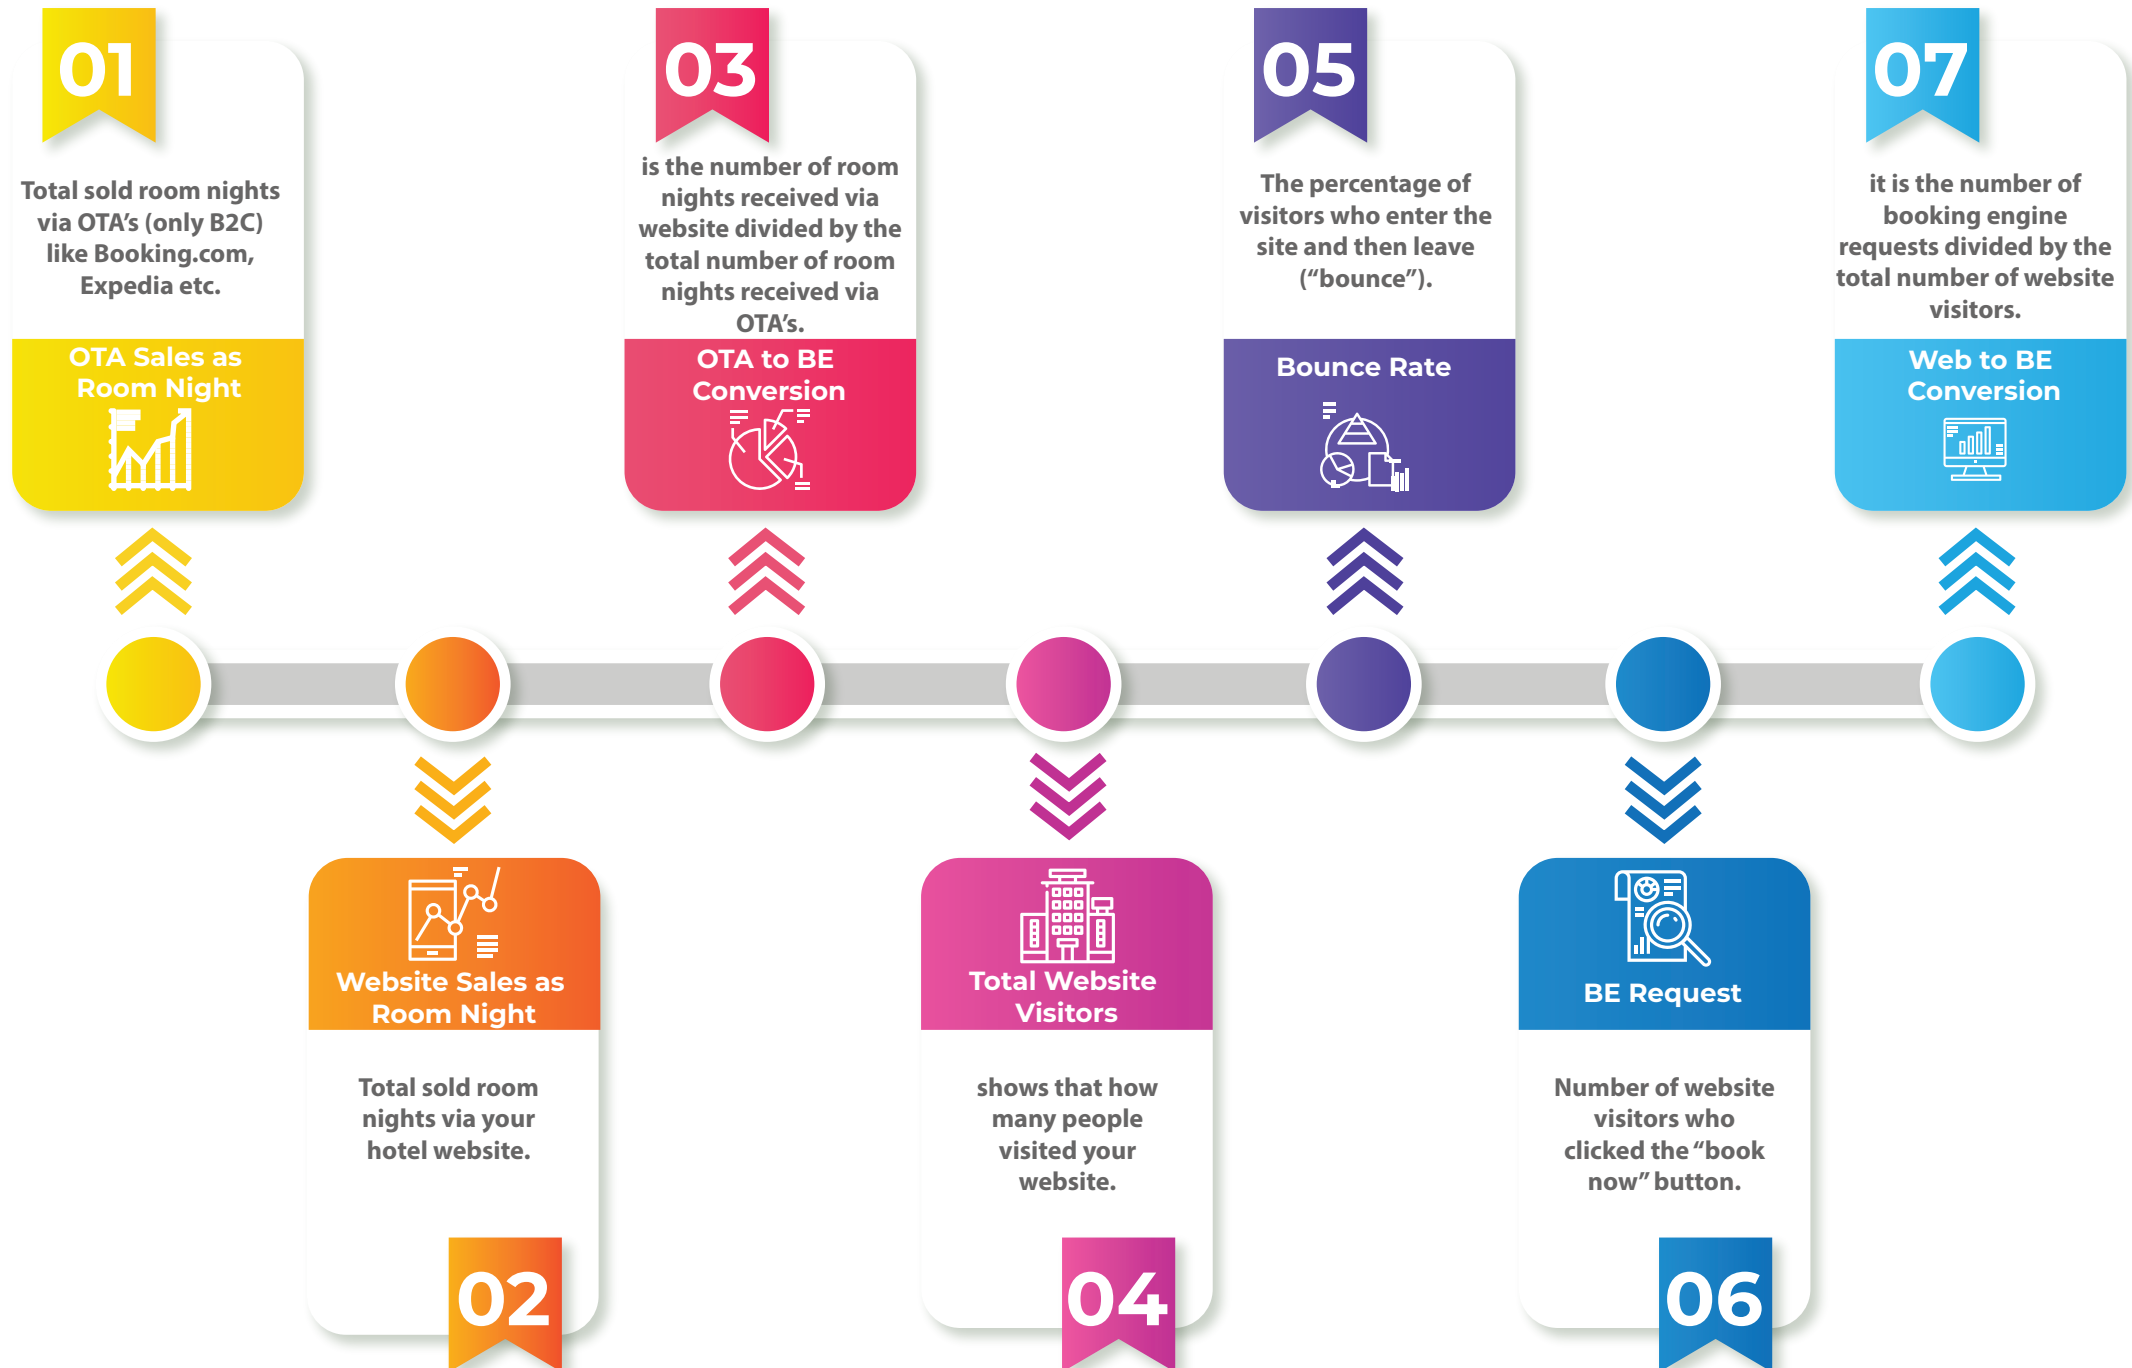 01
Total sold room nights
via OTA’s (only B2C)
like Booking.com,
Expedia etc.
OTA Sales as
Room Night
03
is the number of room
nights received via
website divided by the
total number of room
nights received via
OTA’s.
OTA to BE
Conversion
05
The percentage of
visitors who enter the
site and then leave
(“bounce”).
Bounce Rate
07
it is the number of
booking engine
requests divided by the
total number of website
visitors.
Web to BE
Conversion
Website Sales as
Room Night
Total sold room
nights via your
hotel website.
02
Total Website
Visitors
shows that how
many people
visited your
website.
04
BE Request
Number of website
visitors who
clicked the “book
now” button.
06